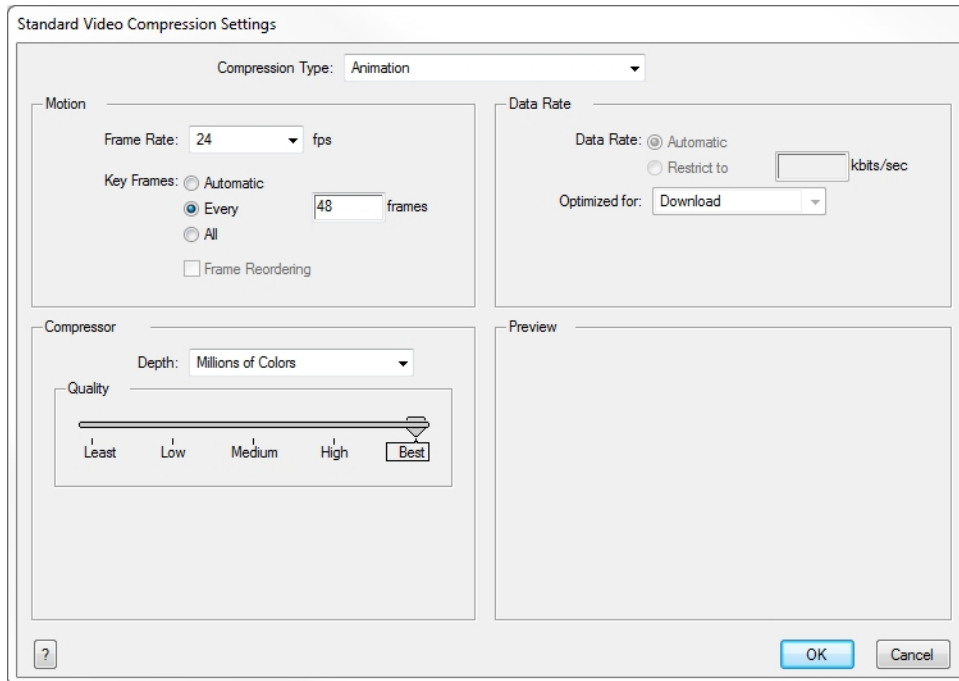 Standard Video Compression Settings
Compression Type: Animation
Motion
Frame Rate: 24 fps
Key Frames: Automatic
Every 48 frames
All
Frame Reordering
Data Rate
Data Rate: Automatic
Restrict to kbits/sec
Optimized for: Download
Compressor
Depth: Millions of Colors
Quality
Least Low Medium High Best
Preview
? OK Cancel